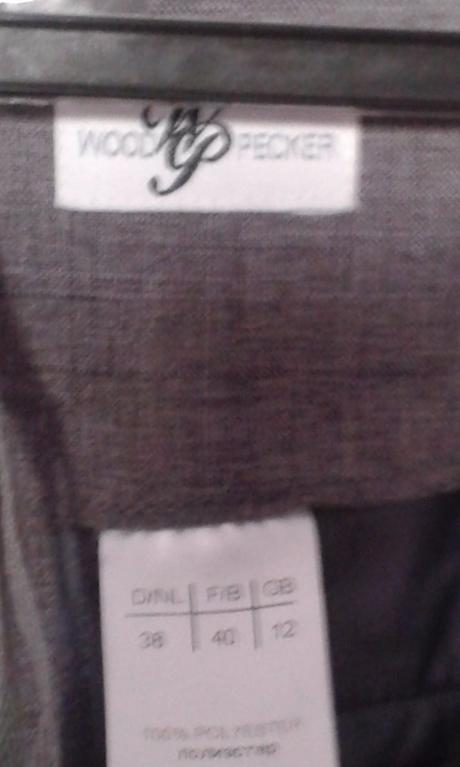 WOOD WP PECKER
D/NL F/B GB
38 40 12
100% POLYESTER
полиэстер